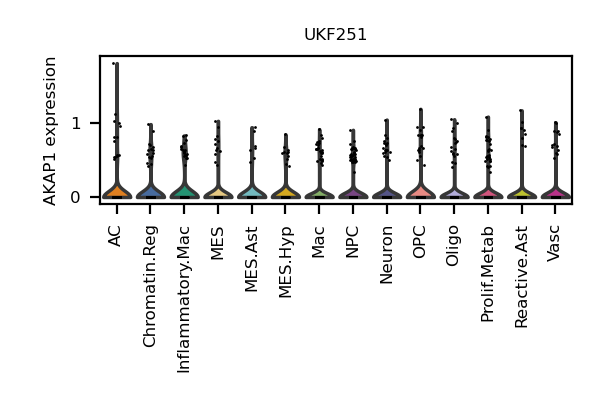 UKF251
AKAP1 expression
1
0
AC
Chromatin.Reg
Inflammatory.Mac
MES
MES.Ast
MES.Hyp
Mac
NPC
Neuron
OPC
Oligo
Prolif.Metab
Reactive.Ast
Vasc